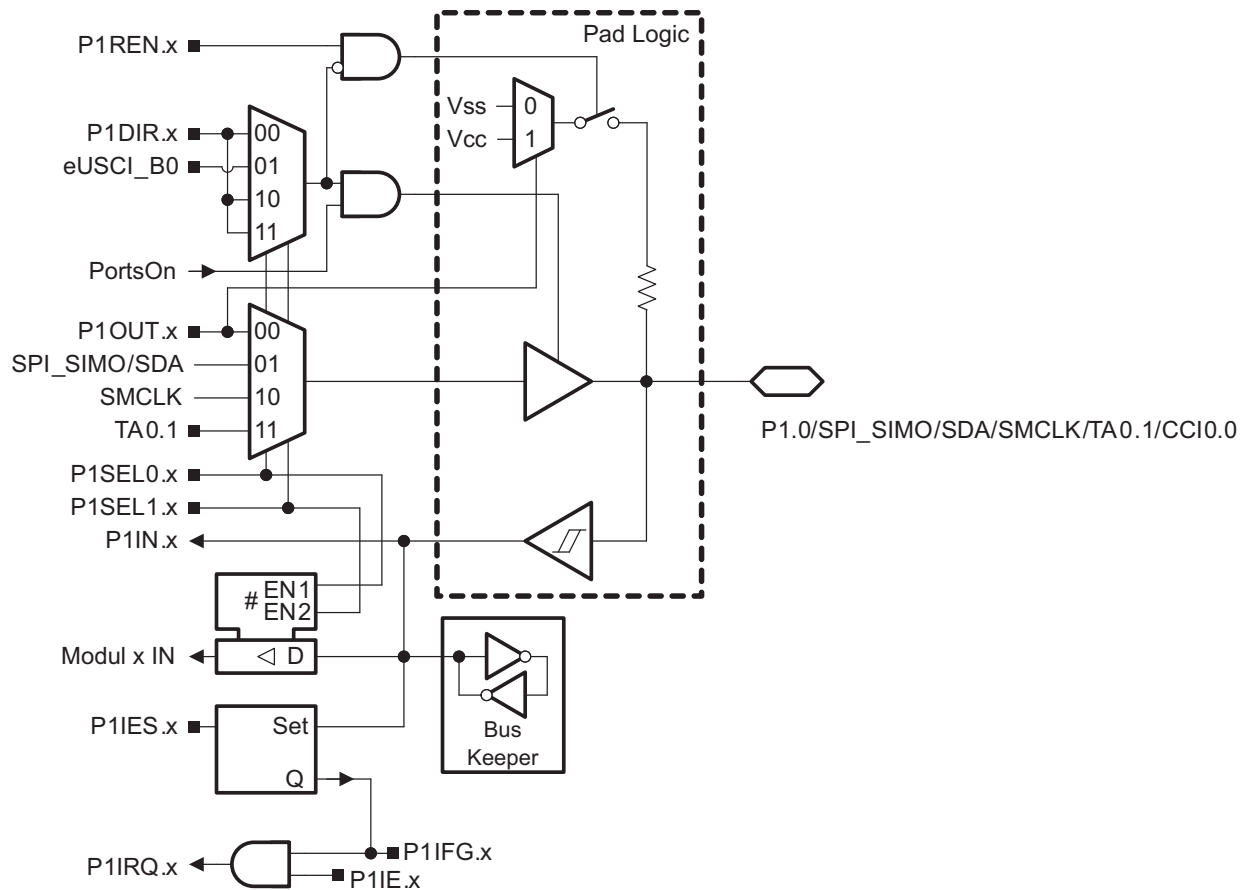 Pad Logic
P1REN.x
Vss
0
Vcc
1
P1DIR.x
00
eUSCI_B0
01
10
11
PortsOn
P1OUT.x
00
SPI_SIMO/SDA
01
SMCLK
10
TA0.1
11
P1.0/SPI_SIMO/SDA/SMCLK/TA0.1/CCI0.0
P1SEL0.x
P1SEL1.x
P1IN.x
# EN1
EN2
Modul x IN
D
P1IES.x
Set
Q
Bus
Keeper
P1IRQ.x
P1IFG.x
P1IE.x